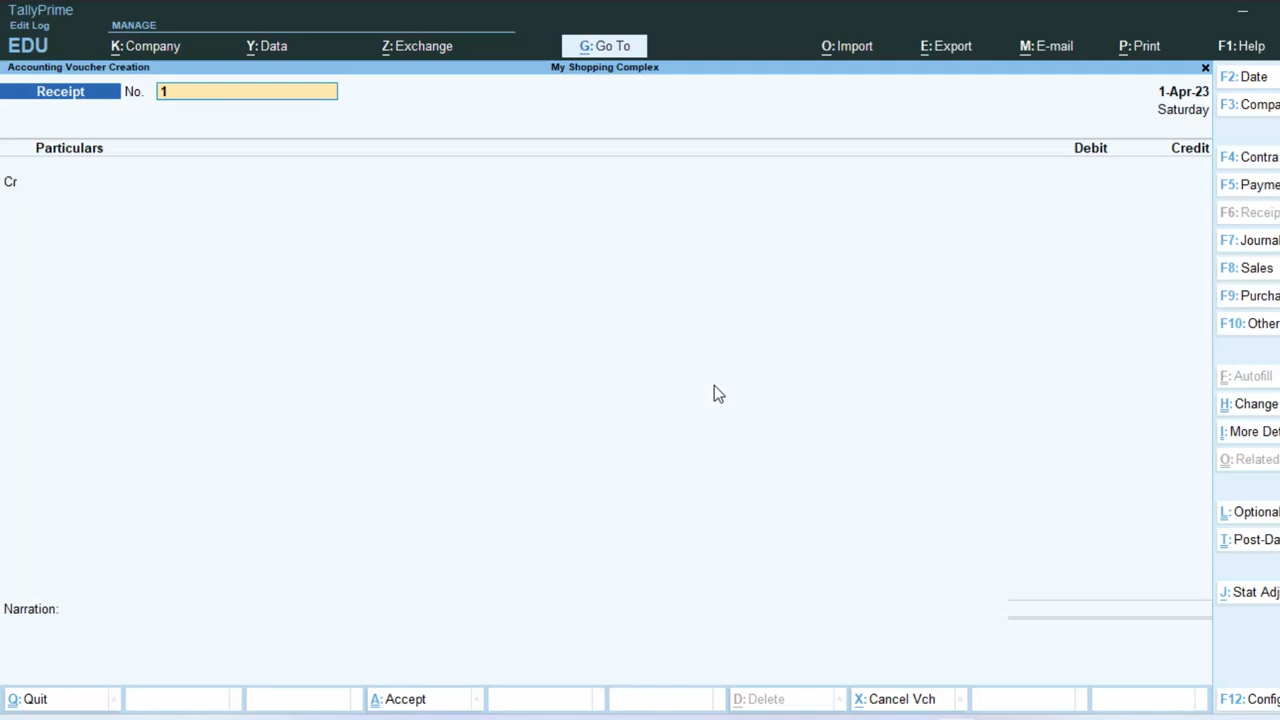 TallyPrime
Edit Log
MANAGE
EDU
K: Company
Y: Data
Z: Exchange
G: Go To
O: Import
E: Export
M: E-mail
P: Print
F1: Help
Accounting Voucher Creation
My Shopping Complex
Receipt No. 1
1-Apr-23
Saturday
Particulars
Debit
Credit
Cr
Narration:
Q: Quit
A: Accept
D: Delete
X: Cancel Vch
F2: Date
F3: Compa
F4: Contra
F5: Payme
F6: Receip
F7: Journal
F8: Sales
F9: Purcha
F10: Other
F: Autofill
H: Change
I: More Det
O: Related
L: Optional
T: Post-Da
J: Stat Adj
F12: Config